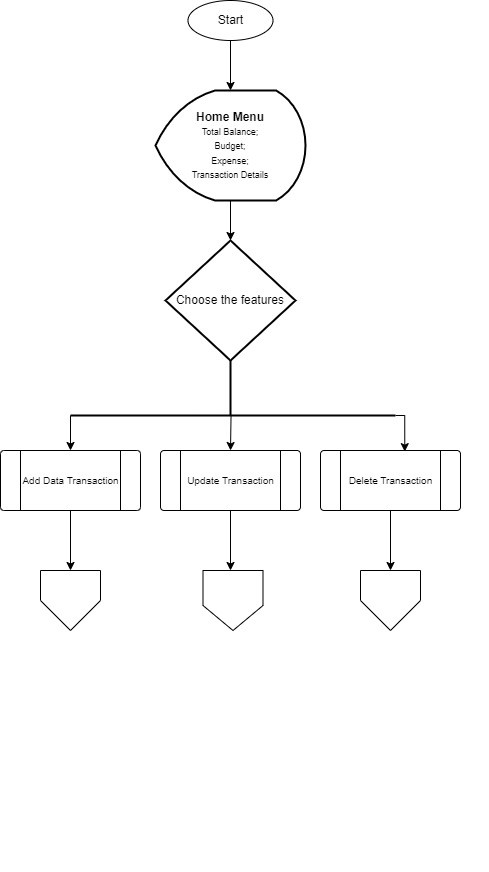 Start
Home Menu
Total Balance;
Budget;
Expense;
Transaction Details
Choose the features
Add Data Transaction
Update Transaction
Delete Transaction